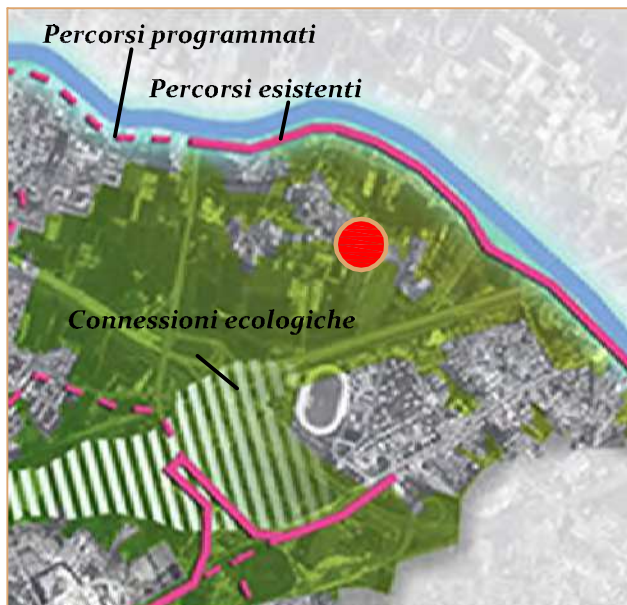 Percorsi programmati
Percorsi esistenti
Connessioni ecologiche